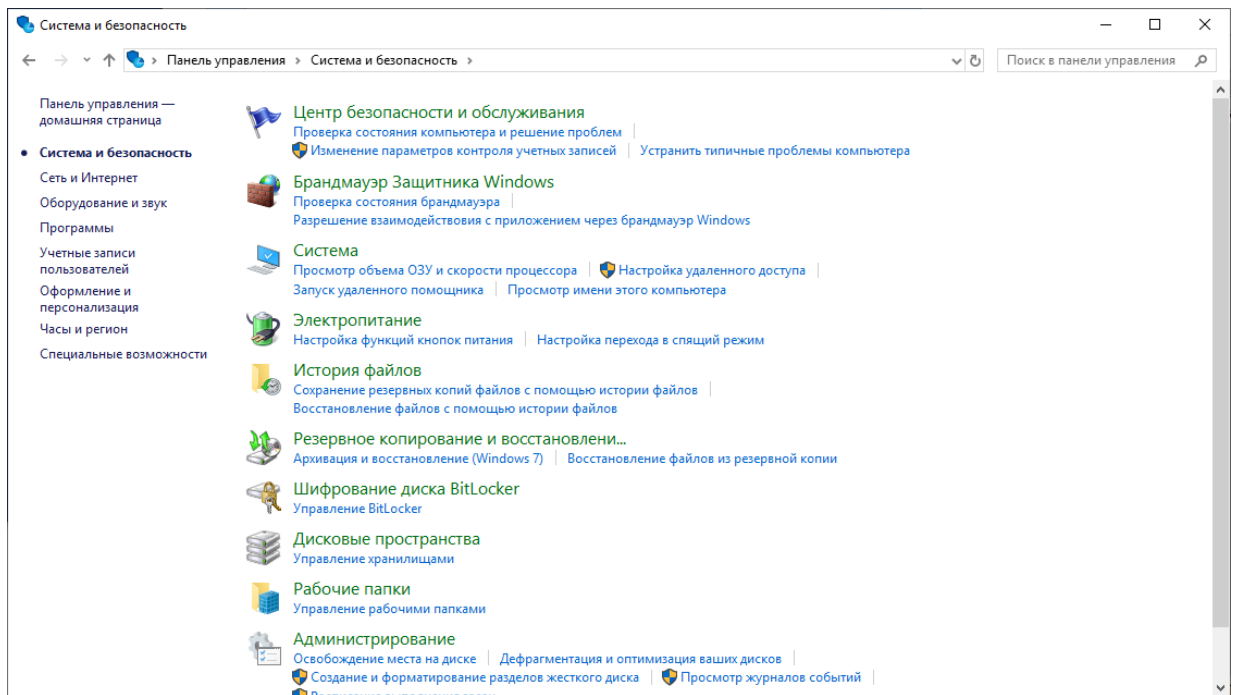 Система и безопасность
Панель управления › Система и безопасность ›
Поиск в панели управления
Панель управления —
домашняя страница
Система и безопасность
Сеть и Интернет
Оборудование и звук
Программы
Учетные записи
пользователей
Оформление и
персонализация
Часы и регион
Специальные возможности
Центр безопасности и обслуживания
Проверка состояния компьютера и решение проблем
Изменение параметров контроля учетных записей | Устранить типичные проблемы компьютера
Брандмауэр Защитника Windows
Проверка состояния брандмауэра
Разрешение взаимодействия с приложением через брандмауэр Windows
Система
Просмотр объема ОЗУ и скорости процессора | Настройка удаленного доступа
Запуск удаленного помощника | Просмотр имени этого компьютера
Электропитание
Настройка функций кнопок питания | Настройка перехода в спящий режим
История файлов
Сохранение резервных копий файлов с помощью истории файлов
Восстановление файлов с помощью истории файлов
Резервное копирование и восстановлени...
Архивация и восстановление (Windows 7) | Восстановление файлов из резервной копии
Шифрование диска BitLocker
Управление BitLocker
Дисковые пространства
Управление хранилищами
Рабочие папки
Управление рабочими папками
Администрирование
Освобождение места на диске | Дефрагментация и оптимизация ваших дисков
Создание и форматирование разделов жесткого диска | Просмотр журналов событий